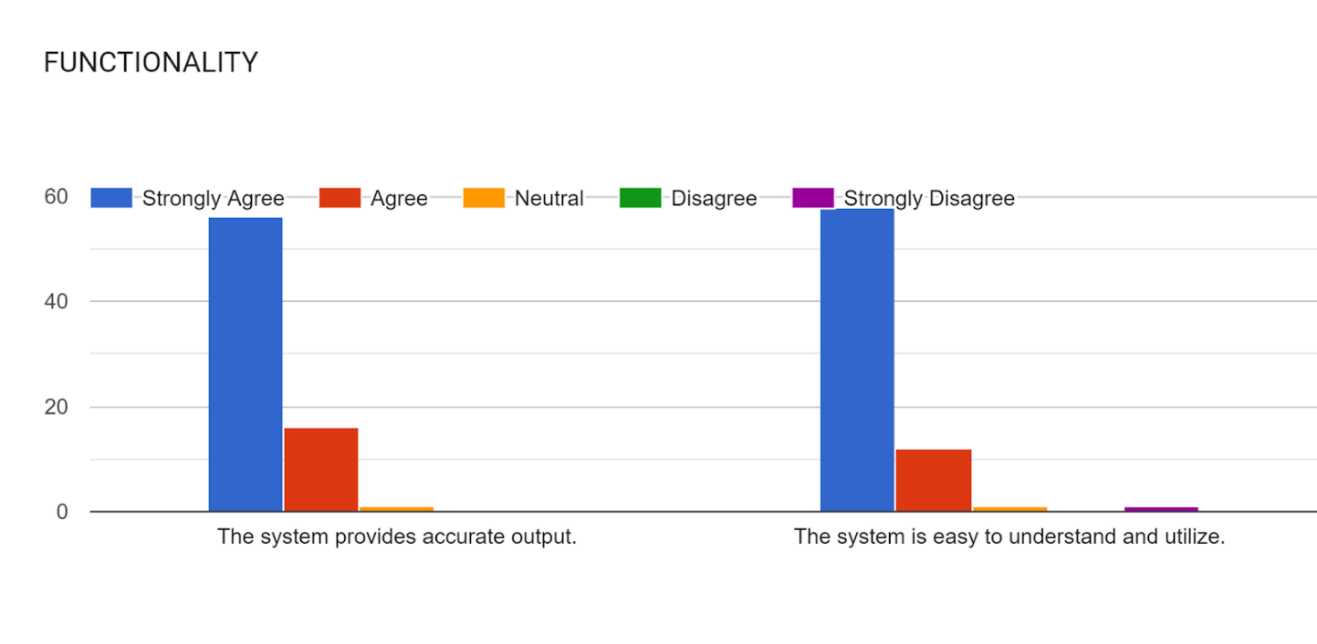 FUNCTIONALITY
60 Strongly Agree Agree Neutral Disagree Strongly Disagree
40
20
0
The system provides accurate output. The system is easy to understand and utilize.